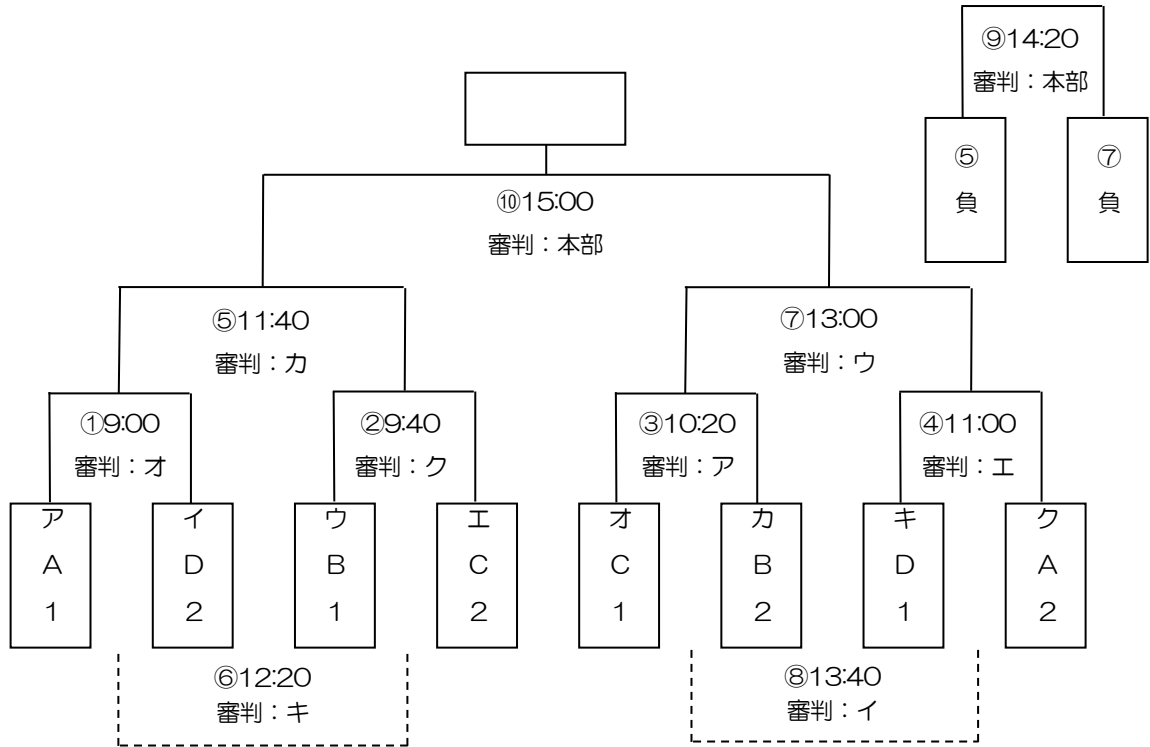 ⑨14:20
審判：本部
⑤
負
⑦
負
⑩15:00
審判：本部
⑤11:40
審判：カ
⑦13:00
審判：ウ
①9:00
審判：オ
②9:40
審判：ク
③10:20
審判：ア
④11:00
審判：エ
ア
A
1
イ
D
2
ウ
B
1
エ
C
2
オ
C
1
カ
B
2
キ
D
1
ク
A
2
⑥12:20
審判：キ
⑧13:40
審判：イ